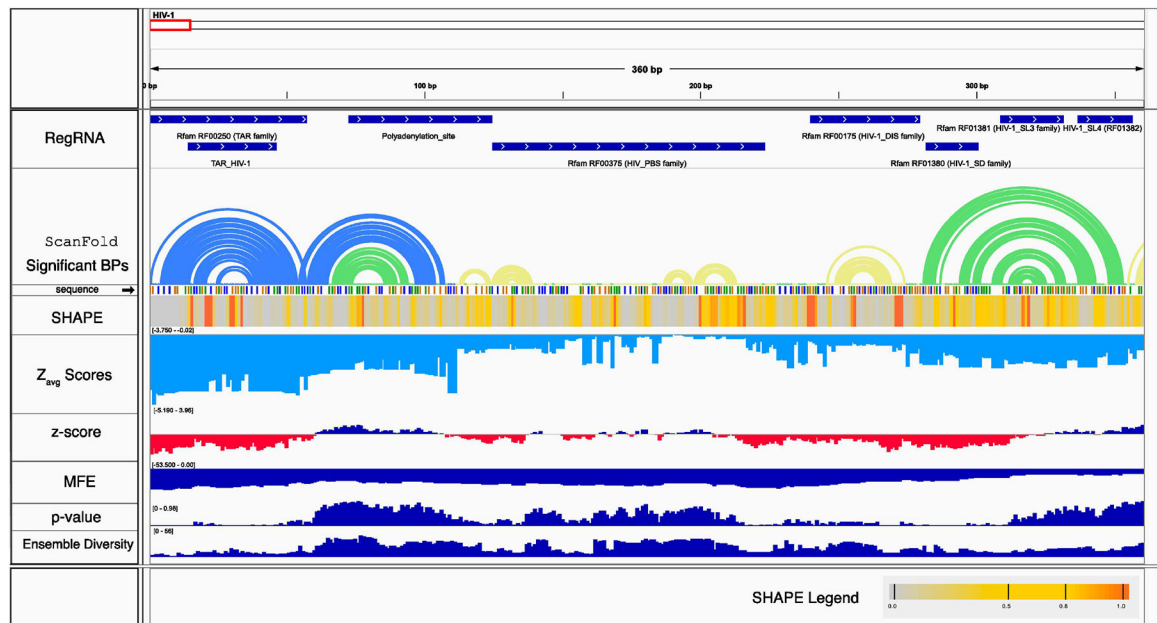 HIV-1
360 bp
0 bp
100 bp
200 bp
300 bp
RegRNA
Rfam RF00250 (TAR family)
Polyadenylation_site
Rfam RF00175 (HIV-1_DIS family)
Rfam RF01381 (HIV-1_SL3 family)
HIV-1_SL4 (RF01382)
TAR_HIV-1
Rfam RF00375 (HIV_PBS family)
Rfam RF01380 (HIV-1_SD family)
ScanFold
Significant BPs
sequence
SHAPE
[-3.750 - -0.02]
Zavg Scores
[-5.190 - 3.96]
z-score
[-53.500 - 0.00]
MFE
[0 - 0.98]
p-value
[0 - 56]
Ensemble Diversity
SHAPE Legend
0.0
0.5
0.8
1.0